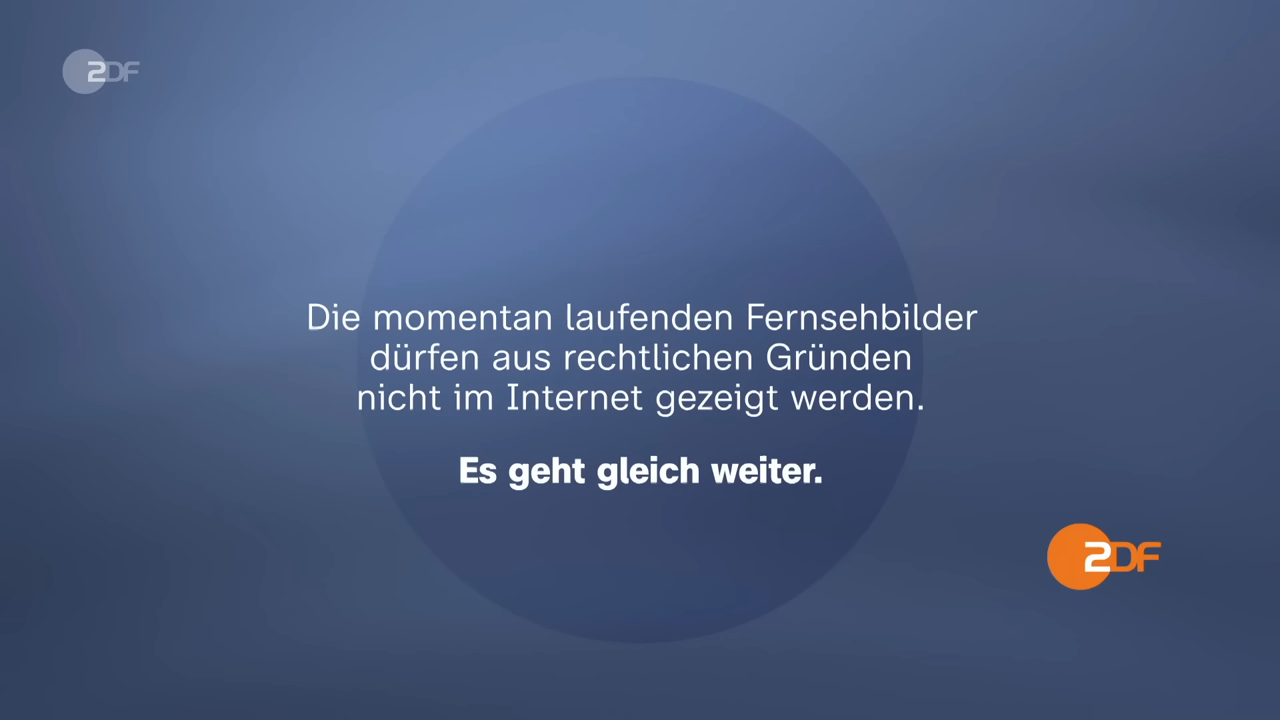 ZDF
Die momentan laufenden Fernsehbilder
dürfen aus rechtlichen Gründen
nicht im Internet gezeigt werden.
Es geht gleich weiter.
ZDF